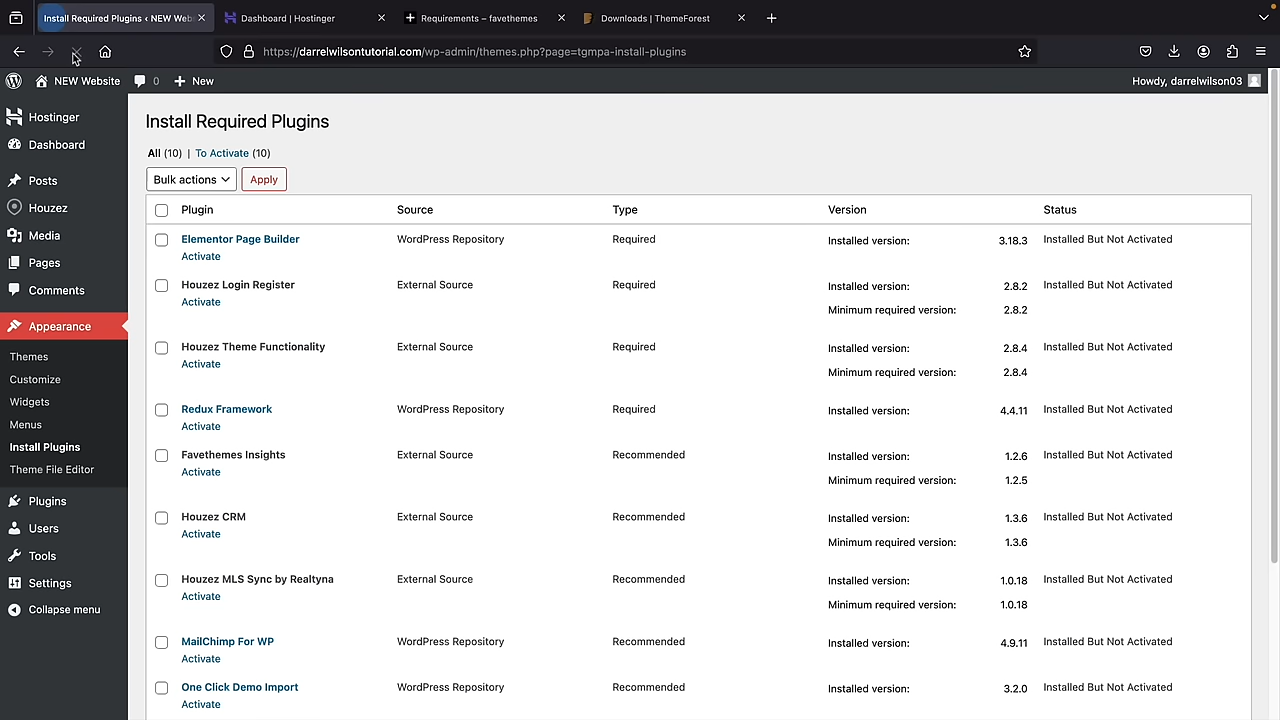 Install Required Plugins ‹ NEW Web
Dashboard | Hostinger
Requirements – favethemes
Downloads | ThemeForest
https://darrelwilsontutorial.com/wp-admin/themes.php?page=tgmpa-install-plugins
NEW Website
0
New
Howdy, darrelwilson03
Hostinger
Dashboard
Posts
Houzez
Media
Pages
Comments
Appearance
Themes
Customize
Widgets
Menus
Install Plugins
Theme File Editor
Plugins
Users
Tools
Settings
Collapse menu
Install Required Plugins
All (10) | To Activate (10)
Bulk actions Apply
Plugin Source Type Version Status
Elementor Page Builder WordPress Repository Required Installed version: 3.18.3 Installed But Not Activated
Activate
Houzez Login Register External Source Required Installed version: 2.8.2 Installed But Not Activated
Activate Minimum required version: 2.8.2
Houzez Theme Functionality External Source Required Installed version: 2.8.4 Installed But Not Activated
Activate Minimum required version: 2.8.4
Redux Framework WordPress Repository Required Installed version: 4.4.11 Installed But Not Activated
Activate
Favethemes Insights External Source Recommended Installed version: 1.2.6 Installed But Not Activated
Activate Minimum required version: 1.2.5
Houzez CRM External Source Recommended Installed version: 1.3.6 Installed But Not Activated
Activate Minimum required version: 1.3.6
Houzez MLS Sync by Realtyna External Source Recommended Installed version: 1.0.18 Installed But Not Activated
Activate Minimum required version: 1.0.18
MailChimp For WP WordPress Repository Recommended Installed version: 4.9.11 Installed But Not Activated
Activate
One Click Demo Import WordPress Repository Recommended Installed version: 3.2.0 Installed But Not Activated
Activate